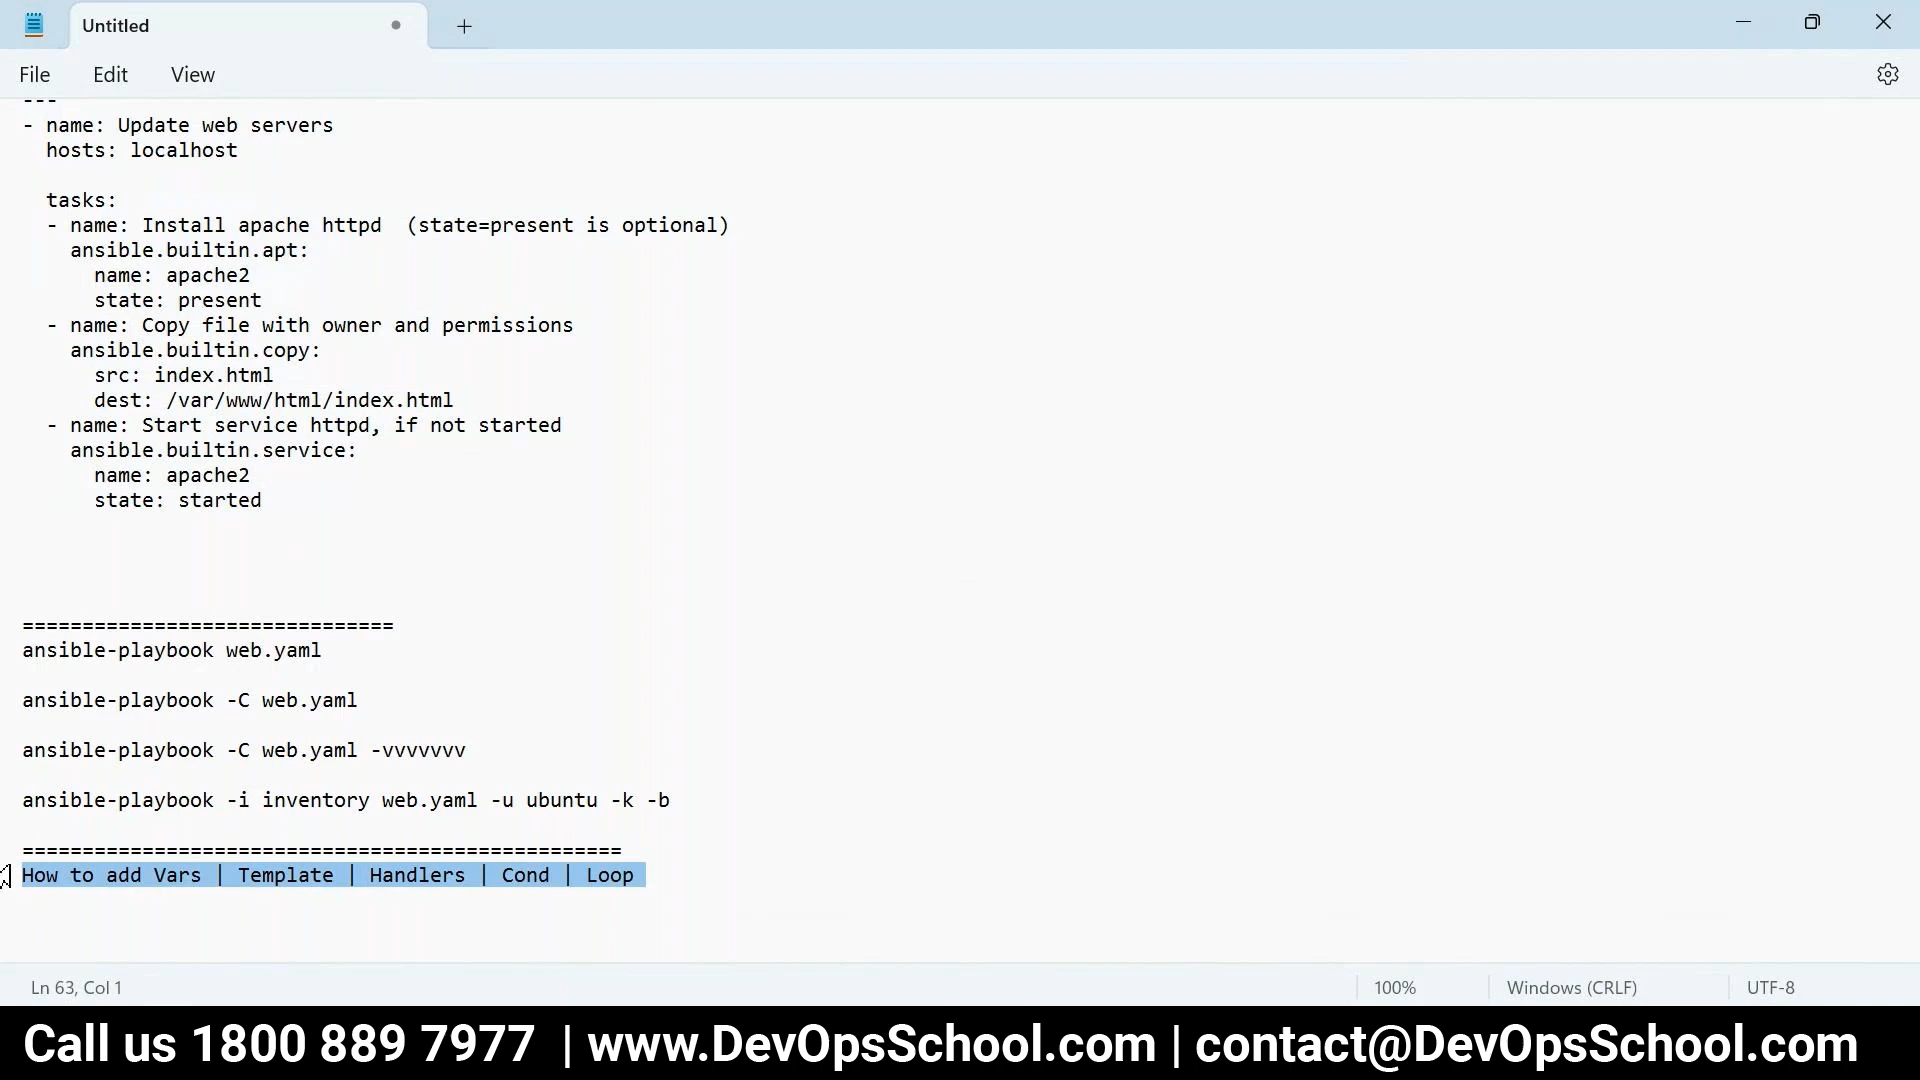 Untitled
File Edit View
---
- name: Update web servers
  hosts: localhost
  tasks:
  - name: Install apache httpd  (state=present is optional)
    ansible.builtin.apt:
      name: apache2
      state: present
  - name: Copy file with owner and permissions
    ansible.builtin.copy:
      src: index.html
      dest: /var/www/html/index.html
  - name: Start service httpd, if not started
    ansible.builtin.service:
      name: apache2
      state: started
===============================
ansible-playbook web.yaml
ansible-playbook -C web.yaml
ansible-playbook -C web.yaml -vvvvvvv
ansible-playbook -i inventory web.yaml -u ubuntu -k -b
==================================================
How to add Vars | Template | Handlers | Cond | Loop
Ln 63, Col 1 100% Windows (CRLF) UTF-8
Call us 1800 889 7977 | www.DevOpsSchool.com | contact@DevOpsSchool.com